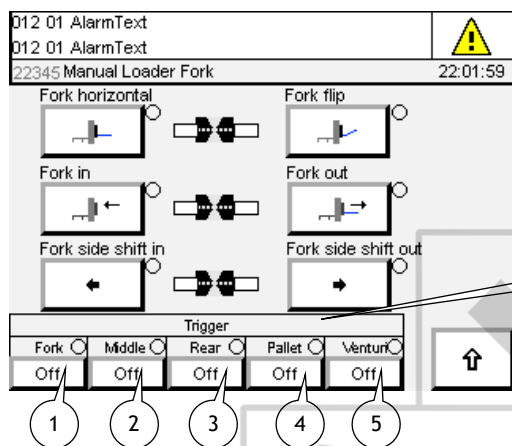 012 01 AlarmText
012 01 AlarmText
22345 Manual Loader Fork 22:01:59
Fork horizontal Fork flip
Fork in Fork out
Fork side shift in Fork side shift out
Trigger
Fork Middle Rear Pallet Venturi
Off Off Off Off Off
1 2 3 4 5